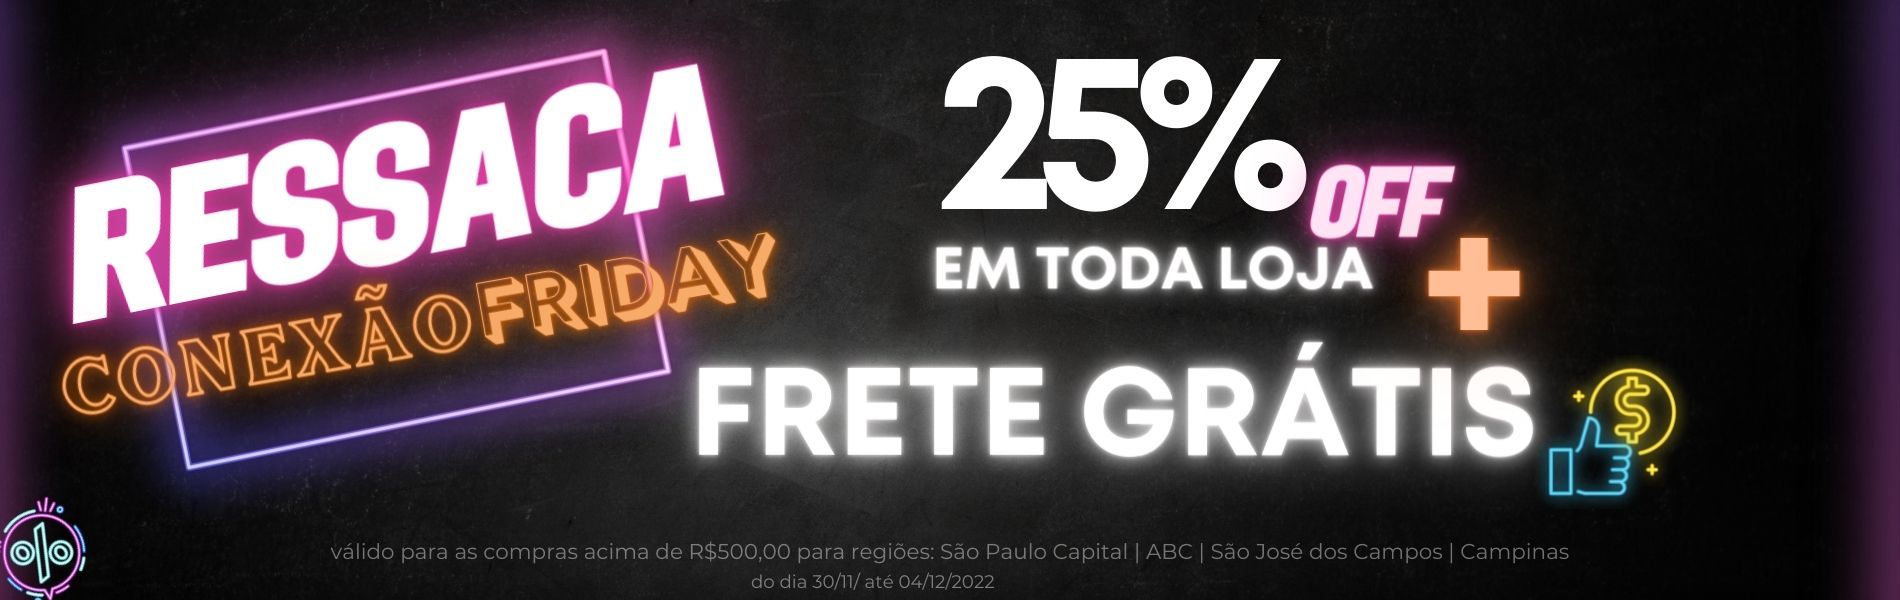 RESSACA
CONEXÃO FRIDAY
25% OFF
EM TODA LOJA
+
FRETE GRÁTIS
$
válido para as compras acima de R$500,00 para regiões: São Paulo Capital | ABC | São José dos Campos | Campinas
do dia 30/11/ até 04/12/2022